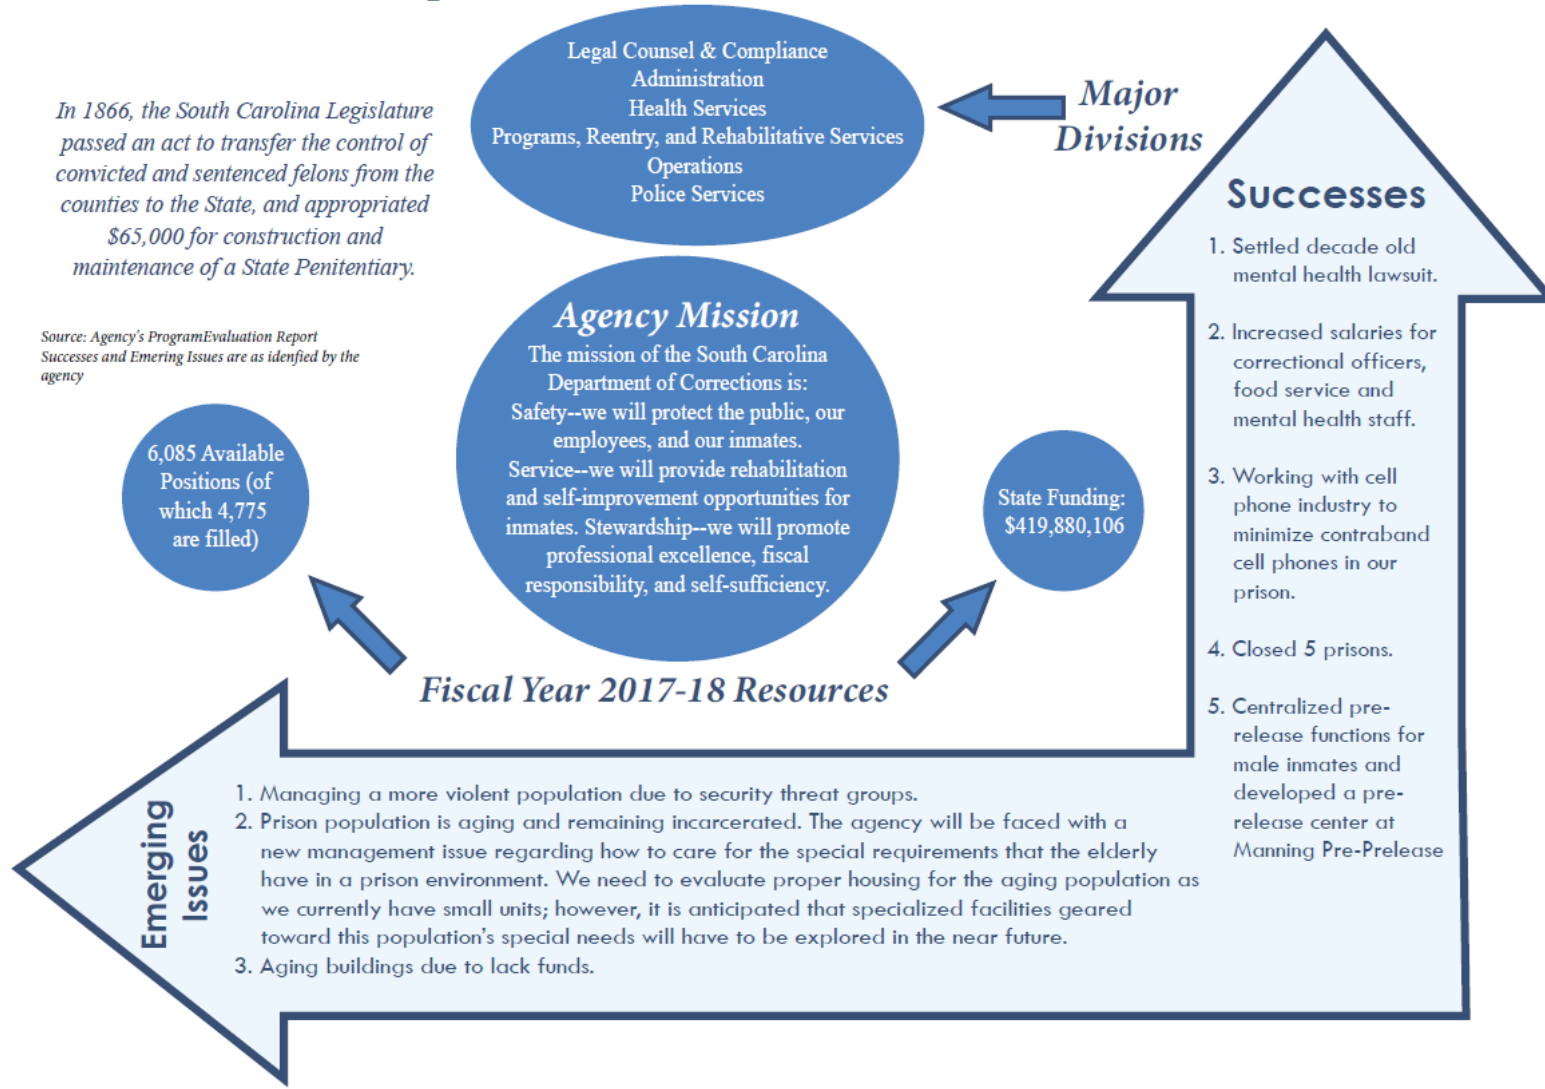 Legal Counsel & Compliance
Administration
Health Services
Programs, Reentry, and Rehabilitative Services
Operations
Police Services
Major
Divisions
In 1866, the South Carolina Legislature
passed an act to transfer the control of
convicted and sentenced felons from the
counties to the State, and appropriated
$65,000 for construction and
maintenance of a State Penitentiary.
Source: Agency's ProgramEvaluation Report
Successes and Emering Issues are as idenfied by the
agency
Agency Mission
The mission of the South Carolina
Department of Corrections is:
Safety--we will protect the public, our
employees, and our inmates.
Service--we will provide rehabilitation
and self-improvement opportunities for
inmates. Stewardship--we will promote
professional excellence, fiscal
responsibility, and self-sufficiency.
6,085 Available
Positions (of
which 4,775
are filled)
State Funding:
$419,880,106
Fiscal Year 2017-18 Resources
Successes
1. Settled decade old
mental health lawsuit.
2. Increased salaries for
correctional officers,
food service and
mental health staff.
3. Working with cell
phone industry to
minimize contraband
cell phones in our
prison.
4. Closed 5 prisons.
5. Centralized pre-
release functions for
male inmates and
developed a pre-
release center at
Manning Pre-Prelease
Emerging
Issues
1. Managing a more violent population due to security threat groups.
2. Prison population is aging and remaining incarcerated. The agency will be faced with a
new management issue regarding how to care for the special requirements that the elderly
have in a prison environment. We need to evaluate proper housing for the aging population as
we currently have small units; however, it is anticipated that specialized facilities geared
toward this population's special needs will have to be explored in the near future.
3. Aging buildings due to lack funds.